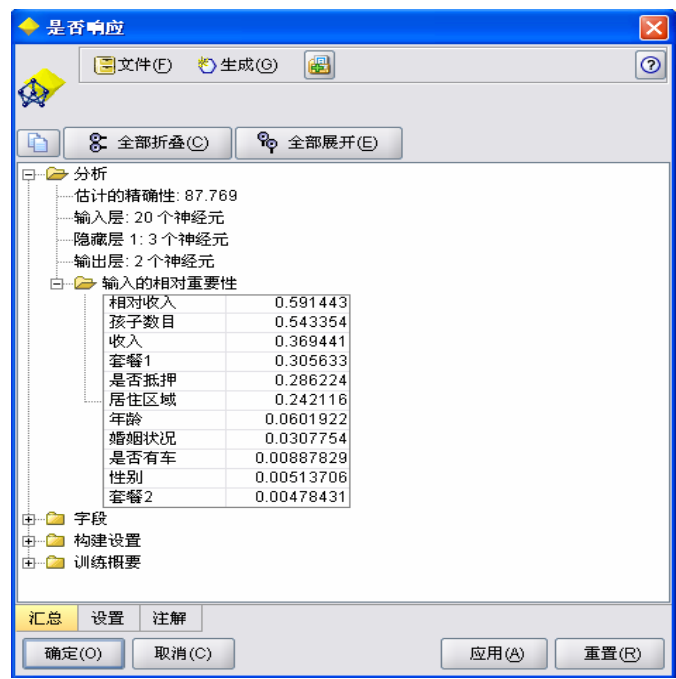 是否响应
文件(F) 生成(G)
全部折叠(C) 全部展开(E)
分析
估计的精确性: 87.769
输入层: 20 个神经元
隐藏层 1: 3 个神经元
输出层: 2 个神经元
输入的相对重要性
相对收入 0.591443
孩子数目 0.543354
收入 0.369441
套餐1 0.305633
是否抵押 0.286224
居住区域 0.242116
年龄 0.0601922
婚姻状况 0.0307754
是否有车 0.00887829
性别 0.00513706
套餐2 0.00478431
字段
构建设置
训练概要
汇总 设置 注解
确定(O) 取消(C) 应用(A) 重置(R)